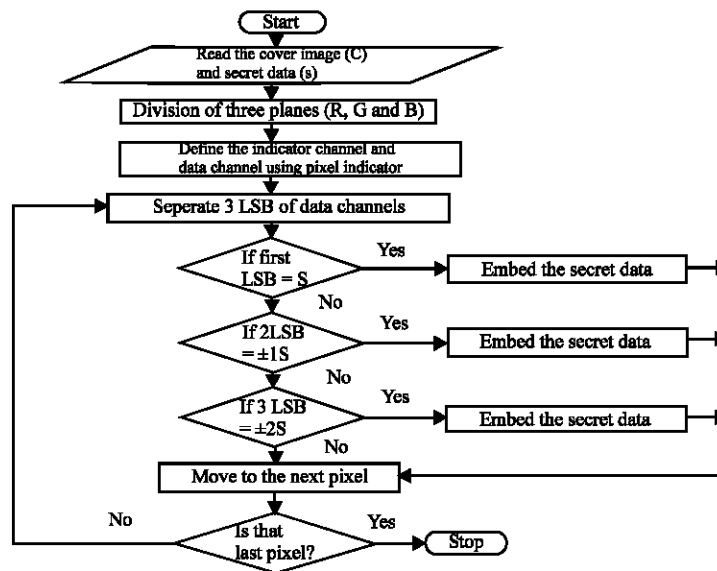 Start
Read the cover image (C)
and secret data (s)
Division of three planes (R, G and B)
Define the indicator channel and
data channel using pixel indicator
Seperate 3 LSB of data channels
If first
LSB = S
Yes
Embed the secret data
No
If 2LSB
= ±1S
Yes
Embed the secret data
No
If 3 LSB
= ±2S
Yes
Embed the secret data
No
Move to the next pixel
No
Is that
last pixel?
Yes
Stop